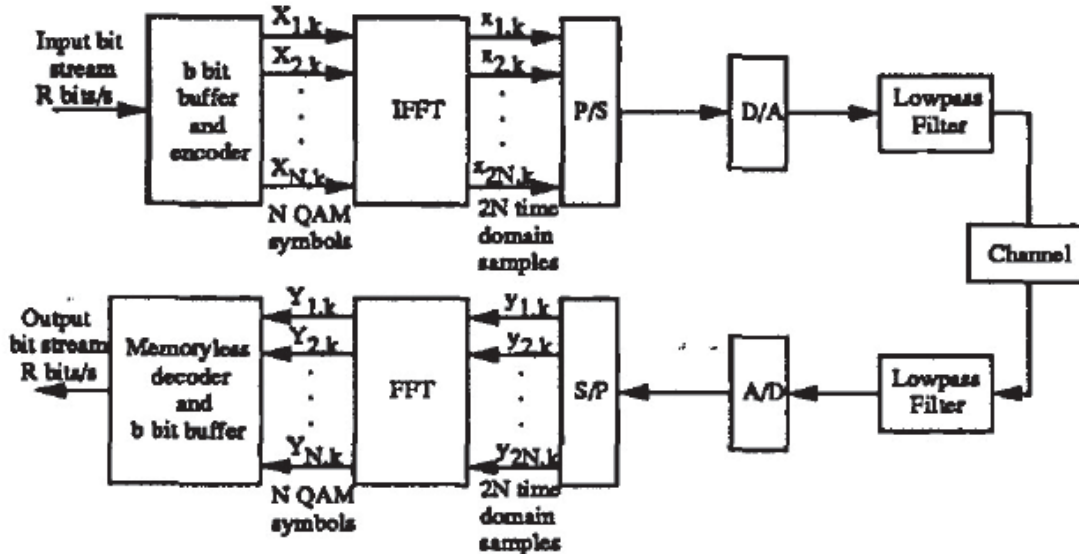 Input bit
stream
R bits/s
b bit
buffer
and
encoder
X1,k
X2,k
XN,k
N QAM
symbols
IFFT
x1,k
x2,k
x2N,k
2N time
domain
samples
P/S
D/A
Lowpass
Filter
Channel
Lowpass
Filter
A/D
S/P
y1,k
y2,k
y2N,k
2N time
domain
samples
FFT
Y1,k
Y2,k
YN,k
N QAM
symbols
Memoryless
decoder
and
b bit buffer
Output
bit stream
R bits/s